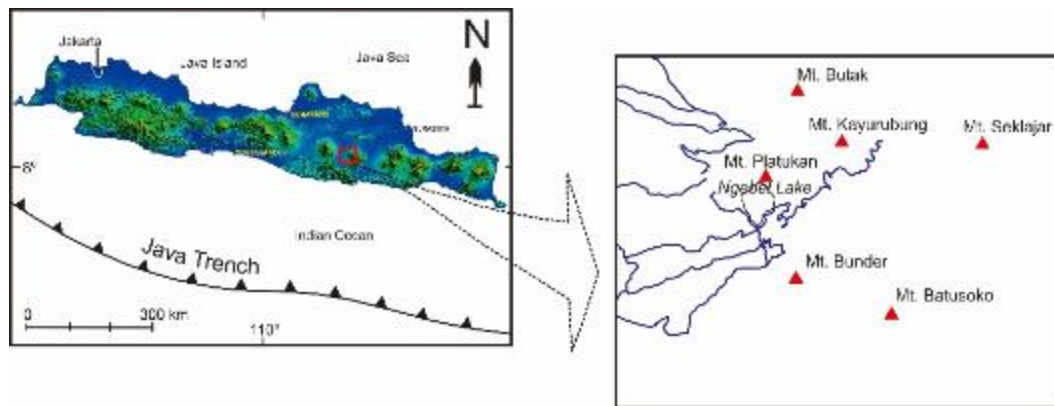 Jakarta
Java Island
Java Sea
N
8°
Indian Ocean
Java Trench
0
300 km
110°
Mt. Butak
Mt. Kayurubung
Mt. Seklajar
Mt. Platukan
Ngebel Lake
Mt. Bunder
Mt. Batusoko